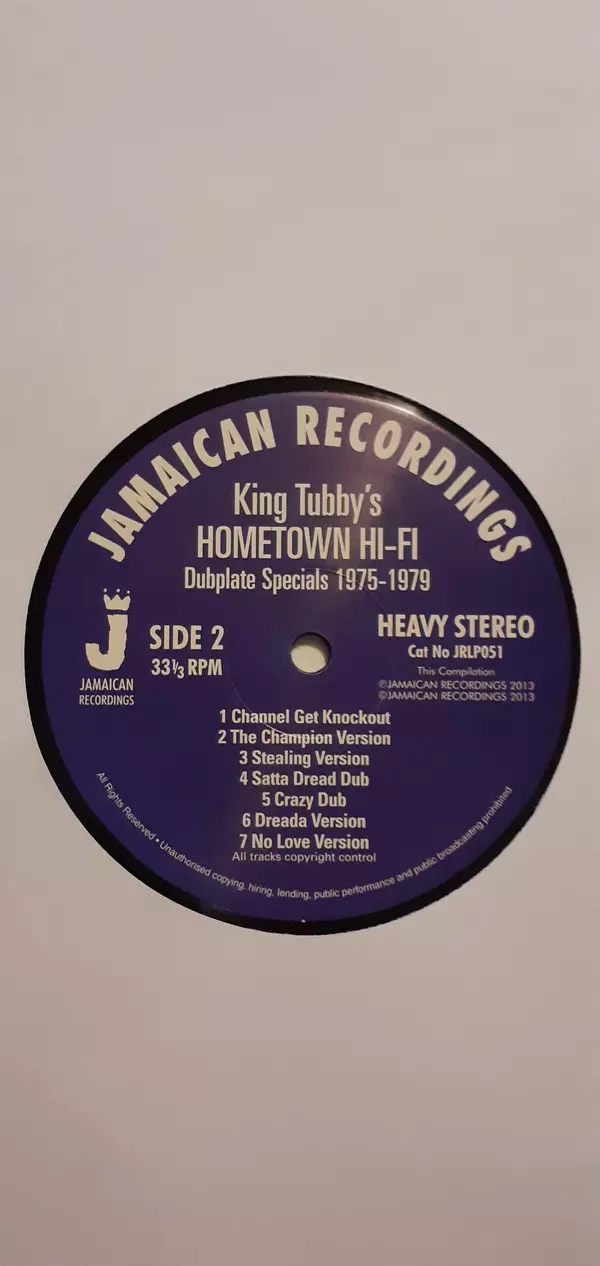 JAMAICAN RECORDINGS
King Tubby's
HOMETOWN HI-FI
Dubplate Specials 1975-1979
J
JAMAICAN
RECORDINGS
SIDE 2
33⅓ RPM
HEAVY STEREO
Cat No JRLP051
This Compilation
℗JAMAICAN RECORDINGS 2013
©JAMAICAN RECORDINGS 2013
1 Channel Get Knockout
2 The Champion Version
3 Stealing Version
4 Satta Dread Dub
5 Crazy Dub
6 Dreada Version
7 No Love Version
All tracks copyright control
All Rights Reserved • Unauthorised copying, hiring, lending, public performance and public broadcasting prohibited